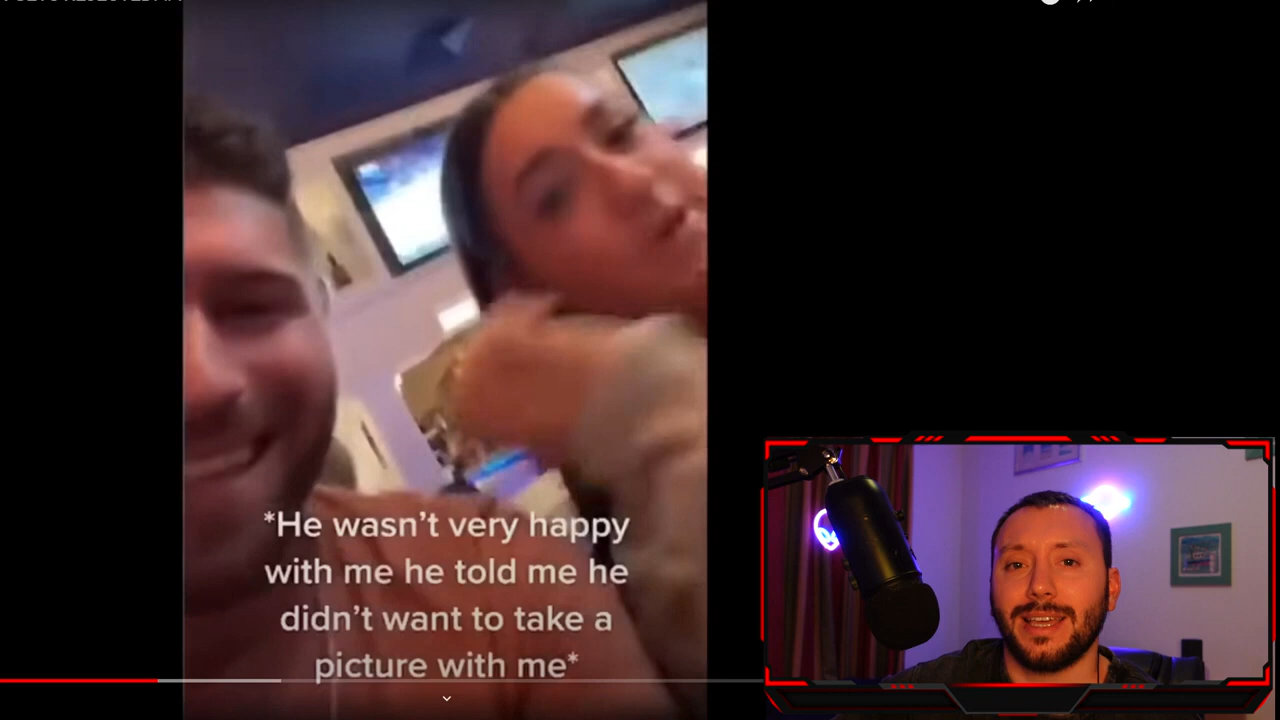 *He wasn't very happy
with me he told me he
didn't want to take a
picture with me*